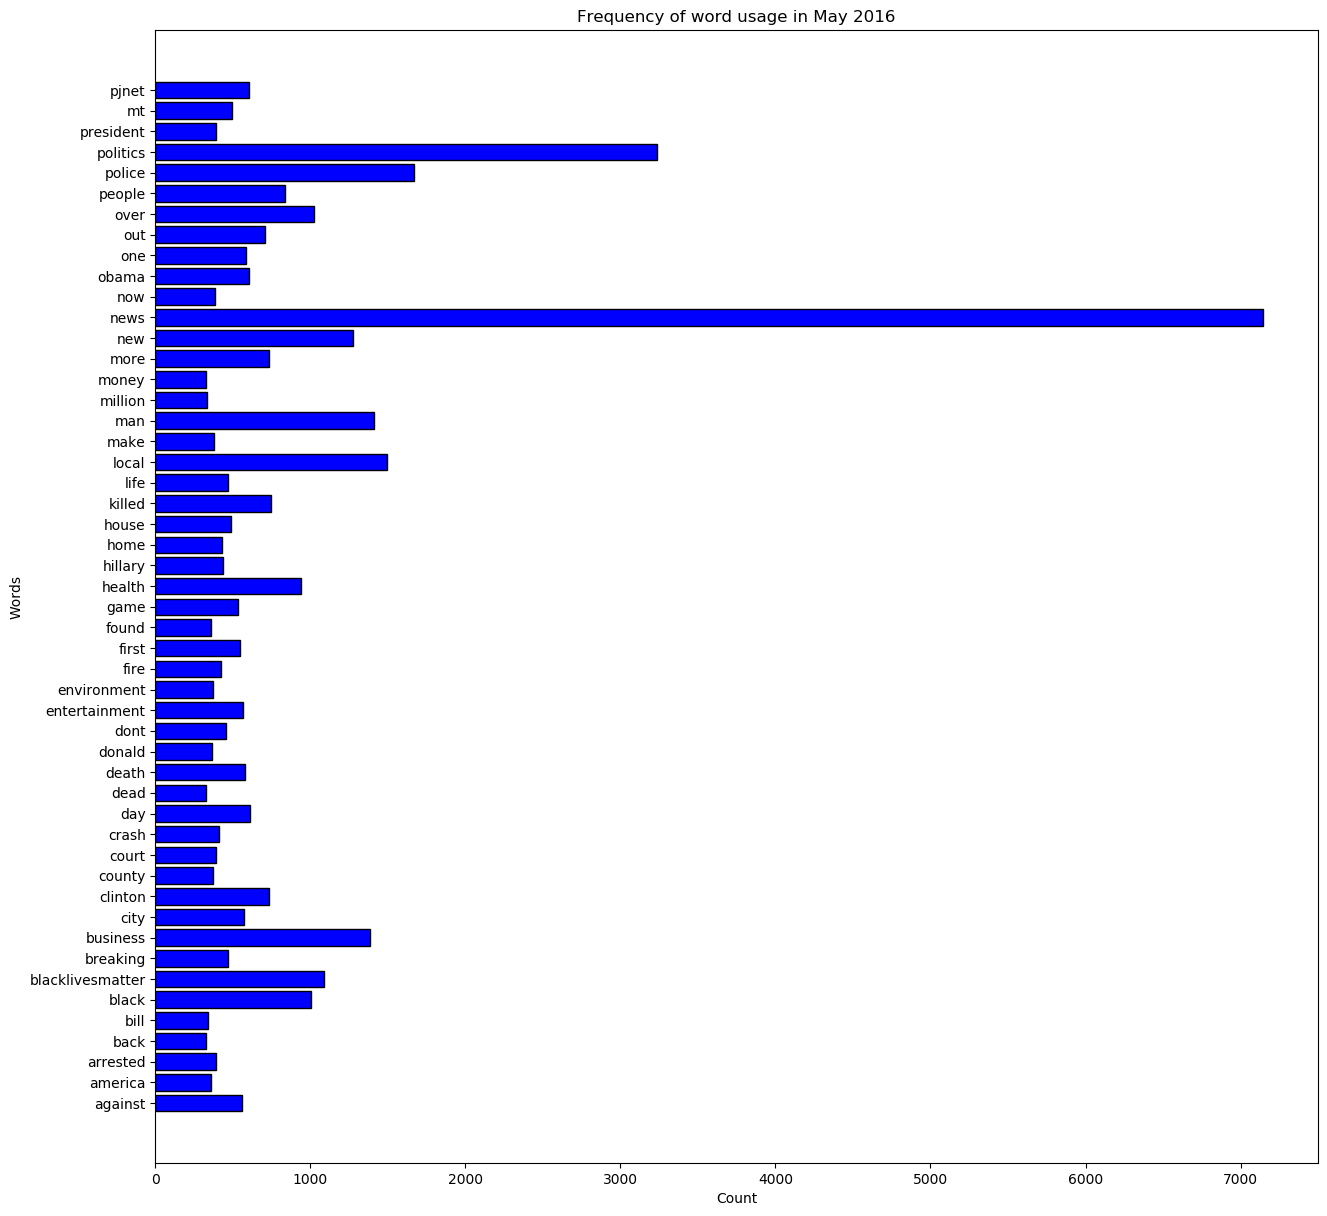 Frequency of word usage in May 2016
Words
pjnet
mt
president
politics
police
people
over
out
one
obama
now
news
new
more
money
million
man
make
local
life
killed
house
home
hillary
health
game
found
first
fire
environment
entertainment
dont
donald
death
dead
day
crash
court
county
clinton
city
business
breaking
blacklivesmatter
black
bill
back
arrested
america
against
0 1000 2000 3000 4000 5000 6000 7000
Count